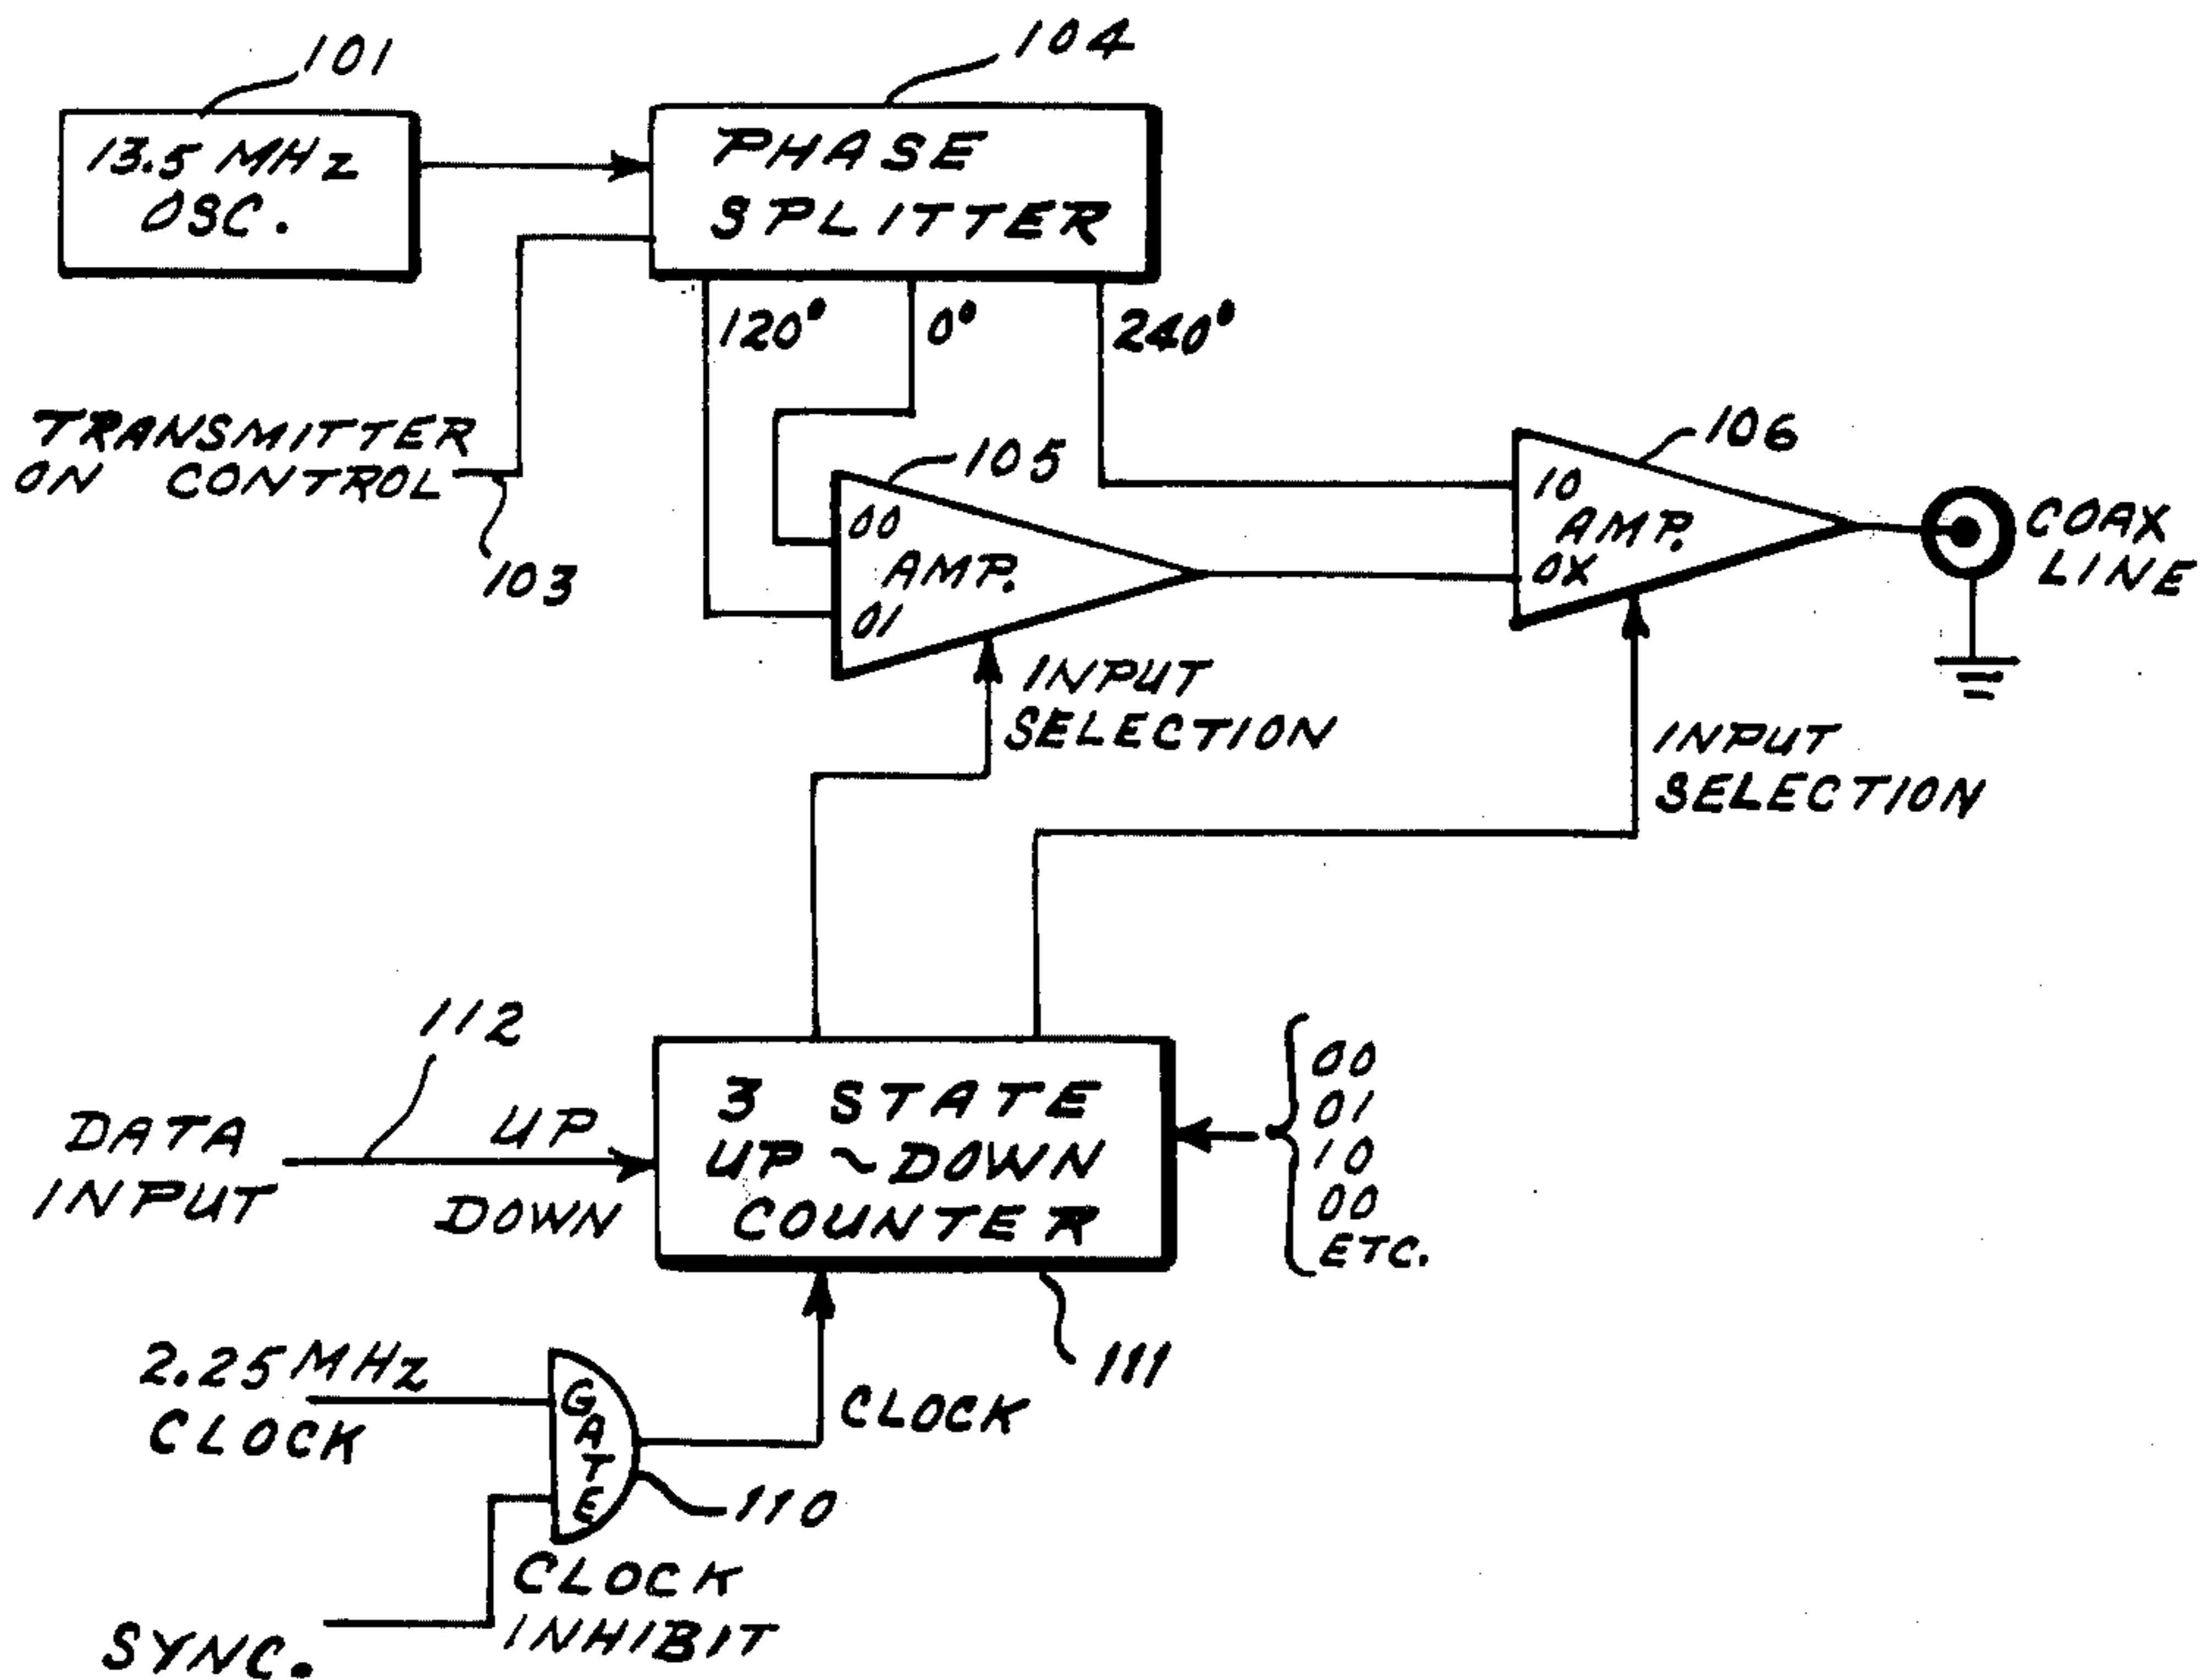 101
104
13.5 MHz
OSC.
PHASE
SPLITTER
120°
0°
240°
TRANSMITTER
ON CONTROL
103
105
106
00
AMP.
01
10
AMP.
0X
COAX
LINE
INPUT
SELECTION
INPUT
SELECTION
112
DATA
INPUT
UP
DOWN
3 STATE
UP ~ DOWN
COUNTER
00
01
10
00
ETC.
111
2.25 MHz
CLOCK
GATE
CLOCK
110
CLOCK
INHIBIT
SYNC.